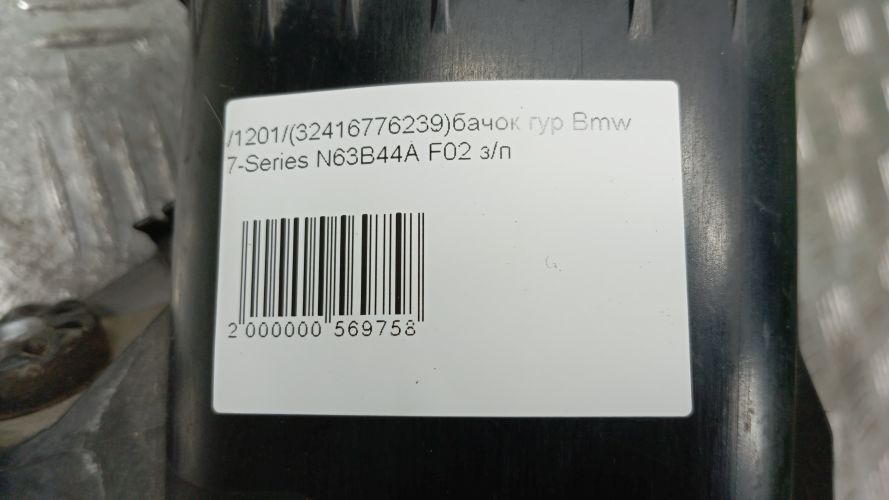 /1201/(32416776239)бачок гур Bmw
7-Series N63B44A F02 з/п
2 000000 569758